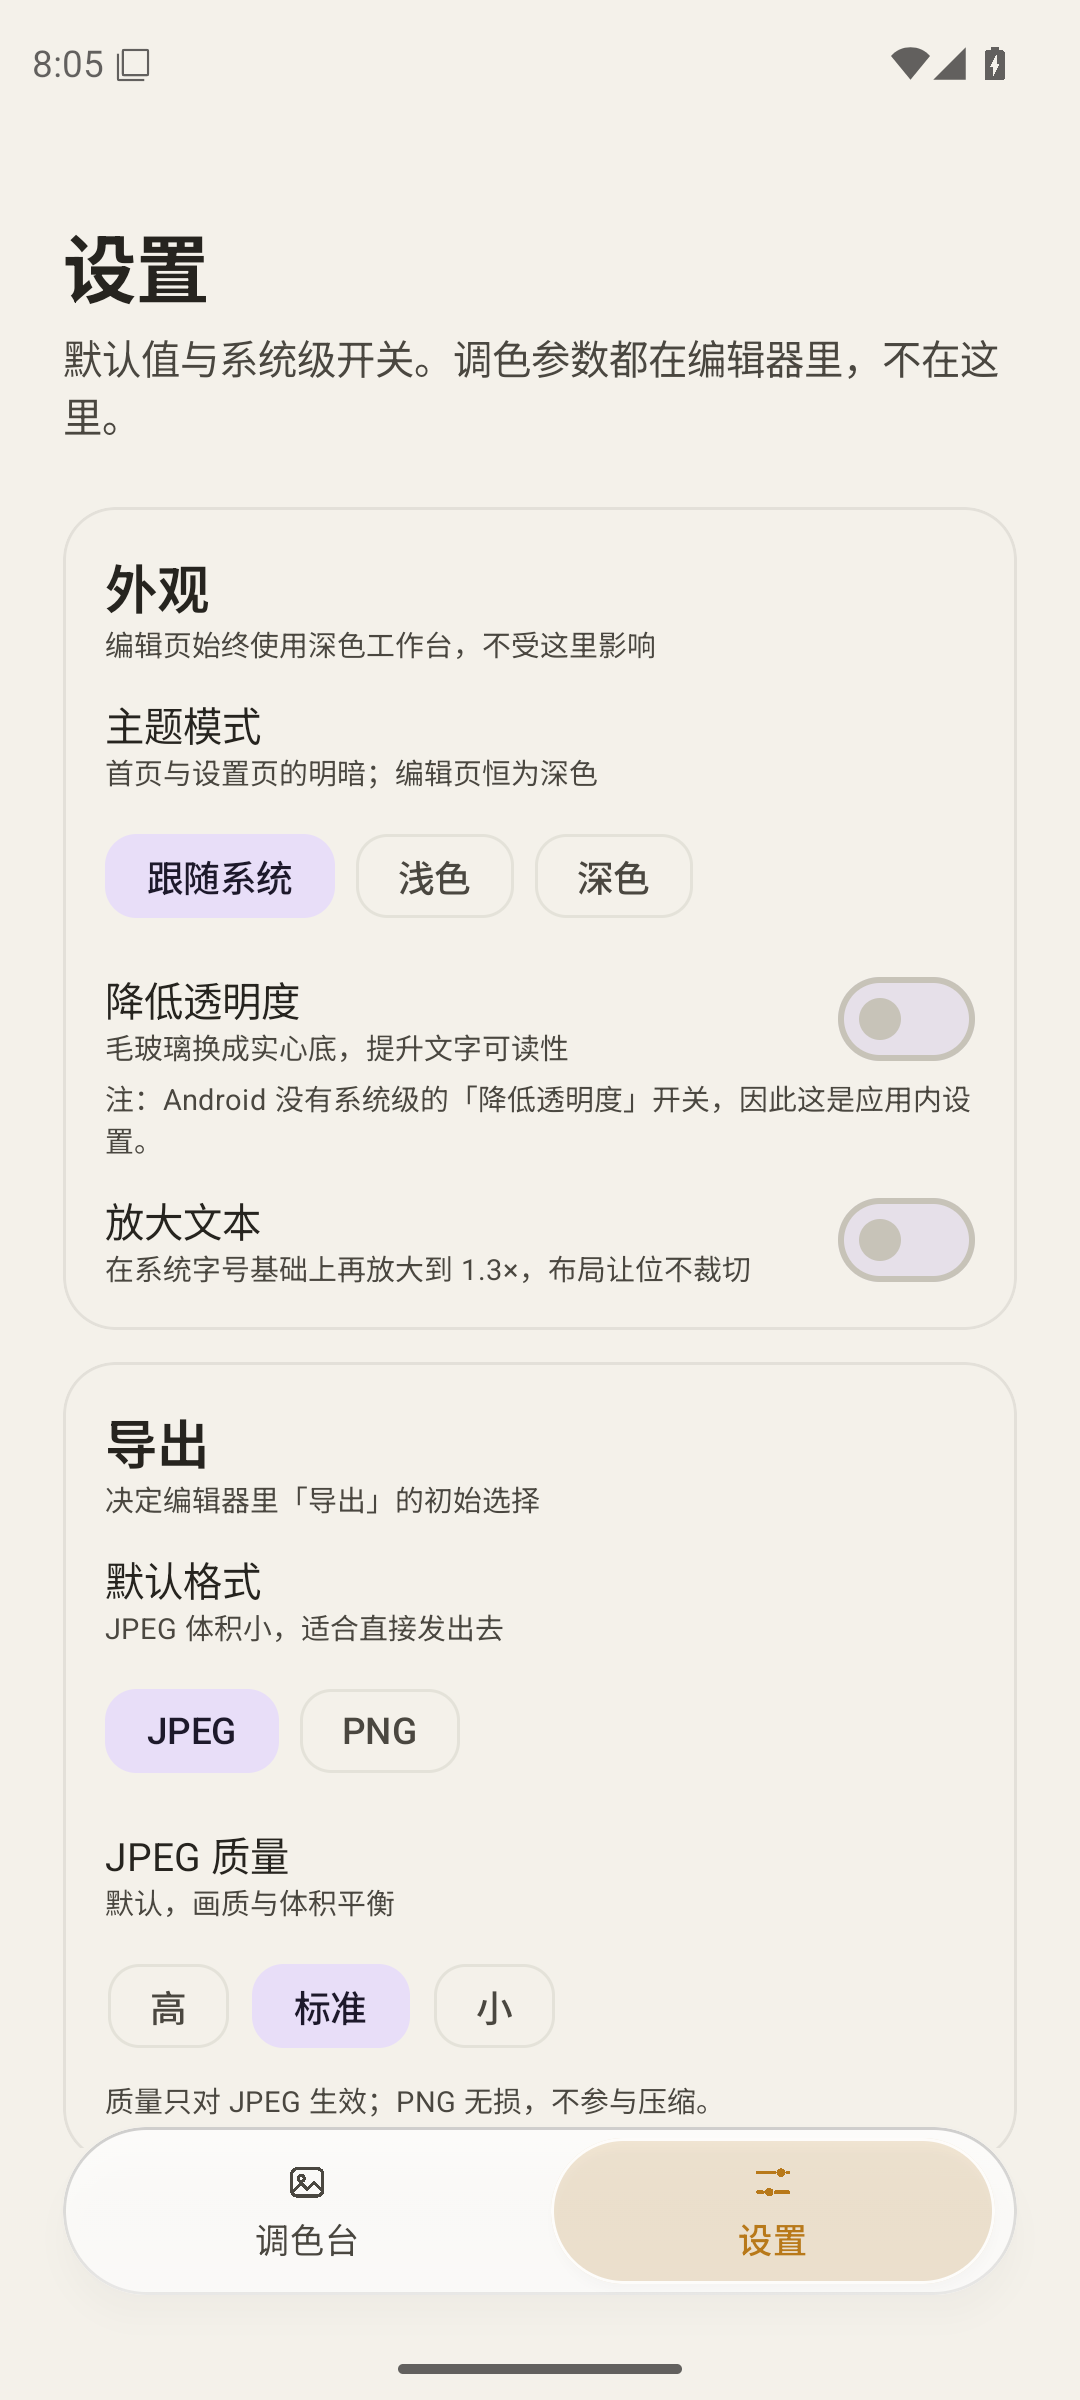 8:05
设置
默认值与系统级开关。调色参数都在编辑器里，不在这
里。
外观
编辑页始终使用深色工作台，不受这里影响
主题模式
首页与设置页的明暗；编辑页恒为深色
跟随系统 浅色 深色
降低透明度
毛玻璃换成实心底，提升文字可读性
注：Android 没有系统级的「降低透明度」开关，因此这是应用内设
置。
放大文本
在系统字号基础上再放大到 1.3×，布局让位不裁切
导出
决定编辑器里「导出」的初始选择
默认格式
JPEG 体积小，适合直接发出去
JPEG PNG
JPEG 质量
默认，画质与体积平衡
高 标准 小
质量只对 JPEG 生效；PNG 无损，不参与压缩。
调色台 设置